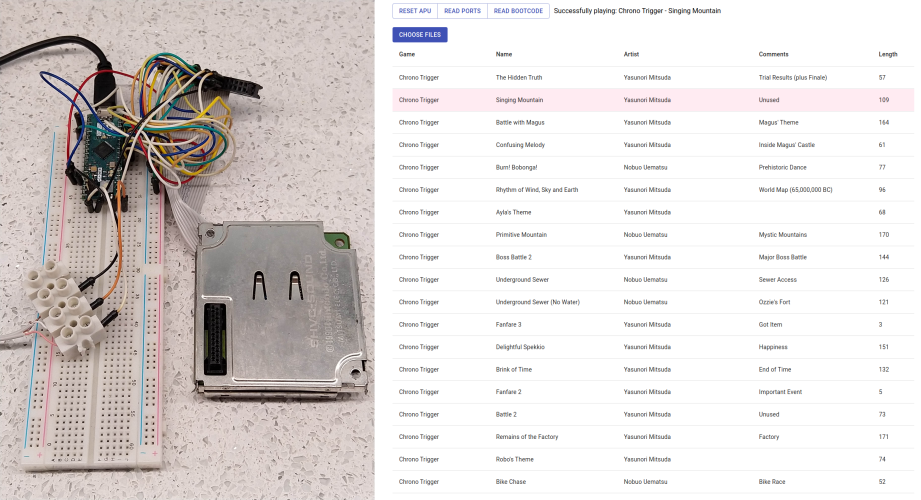 RESET APU READ PORTS READ BOOTCODE Successfully playing: Chrono Trigger - Singing Mountain
CHOOSE FILES
Game Name Artist Comments Length
Chrono Trigger The Hidden Truth Yasunori Mitsuda Trial Results (plus Finale) 57
Chrono Trigger Singing Mountain Yasunori Mitsuda Unused 109
Chrono Trigger Battle with Magus Yasunori Mitsuda Magus' Theme 164
Chrono Trigger Confusing Melody Yasunori Mitsuda Inside Magus' Castle 61
Chrono Trigger Burn! Bobonga! Nobuo Uematsu Prehistoric Dance 77
Chrono Trigger Rhythm of Wind, Sky and Earth Yasunori Mitsuda World Map (65,000,000 BC) 96
Chrono Trigger Ayla's Theme Yasunori Mitsuda 68
Chrono Trigger Primitive Mountain Nobuo Uematsu Mystic Mountains 170
Chrono Trigger Boss Battle 2 Yasunori Mitsuda Major Boss Battle 144
Chrono Trigger Underground Sewer Nobuo Uematsu Sewer Access 126
Chrono Trigger Underground Sewer (No Water) Nobuo Uematsu Ozzie's Fort 121
Chrono Trigger Fanfare 3 Yasunori Mitsuda Got Item 3
Chrono Trigger Delightful Spekkio Yasunori Mitsuda Happiness 151
Chrono Trigger Brink of Time Yasunori Mitsuda End of Time 132
Chrono Trigger Fanfare 2 Yasunori Mitsuda Important Event 5
Chrono Trigger Battle 2 Yasunori Mitsuda Unused 73
Chrono Trigger Remains of the Factory Yasunori Mitsuda Factory 171
Chrono Trigger Robo's Theme Yasunori Mitsuda 74
Chrono Trigger Bike Chase Nobuo Uematsu Bike Race 52